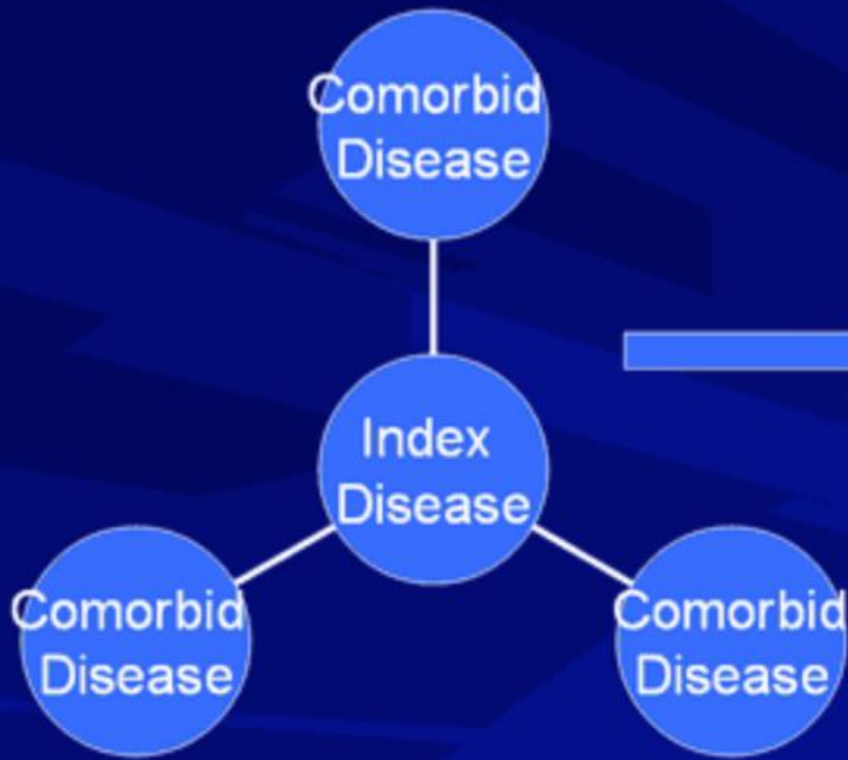 Comorbid
Disease
Index
Disease
Comorbid
Disease
Comorbid
Disease